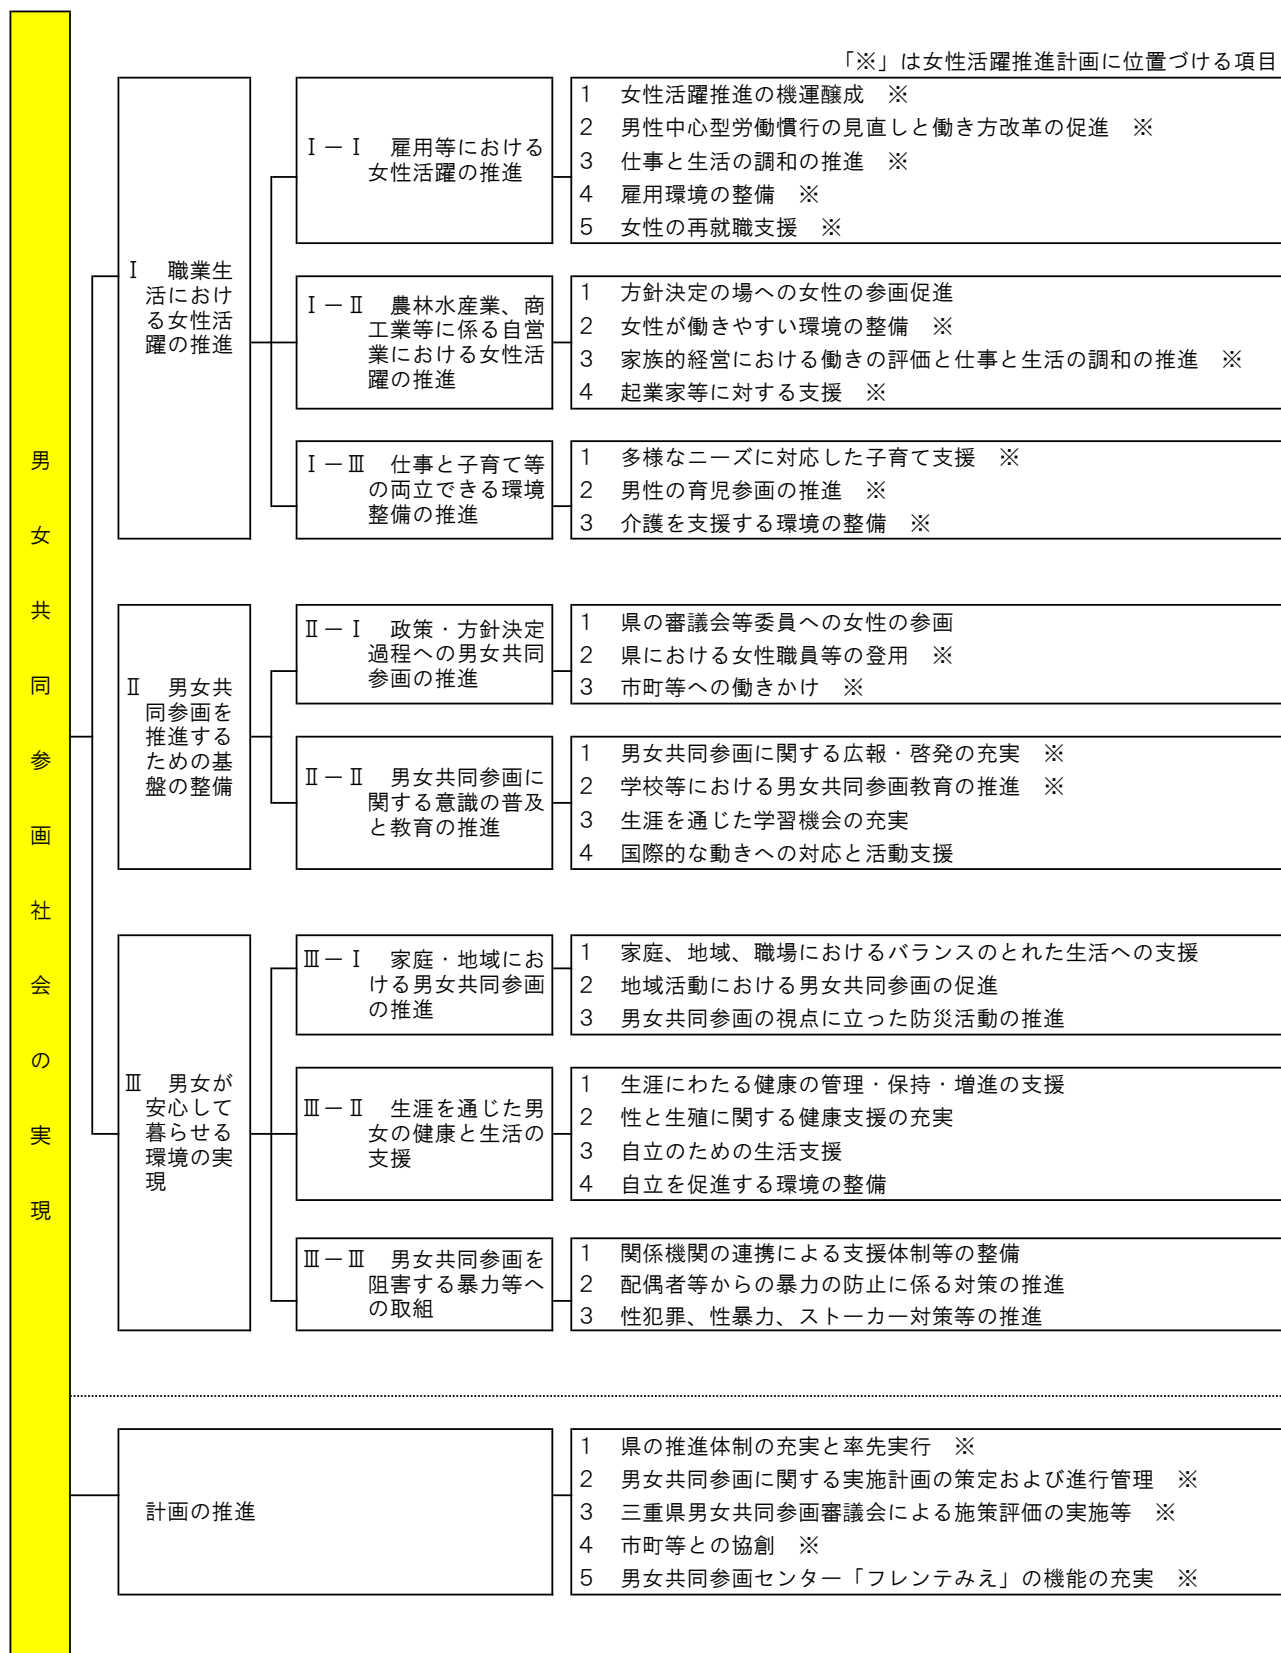 「※」は女性活躍推進計画に位置づける項目
男女共同参画社会の実現
Ⅰ　職業生
活におけ
る女性活
躍の推進
Ⅰ－Ⅰ　雇用等における
女性活躍の推進
1　女性活躍推進の機運醸成　※
2　男性中心型労働慣行の見直しと働き方改革の促進　※
3　仕事と生活の調和の推進　※
4　雇用環境の整備　※
5　女性の再就職支援　※
Ⅰ－Ⅱ　農林水産業、商
工業等に係る自営
業における女性活
躍の推進
1　方針決定の場への女性の参画促進
2　女性が働きやすい環境の整備　※
3　家族的経営における働きの評価と仕事と生活の調和の推進　※
4　起業家等に対する支援　※
Ⅰ－Ⅲ　仕事と子育て等
の両立できる環境
整備の推進
1　多様なニーズに対応した子育て支援　※
2　男性の育児参画の推進　※
3　介護を支援する環境の整備　※
Ⅱ　男女共
同参画を
推進する
ための基
盤の整備
Ⅱ－Ⅰ　政策・方針決定
過程への男女共同
参画の推進
1　県の審議会等委員への女性の参画
2　県における女性職員等の登用　※
3　市町等への働きかけ　※
Ⅱ－Ⅱ　男女共同参画に
関する意識の普及
と教育の推進
1　男女共同参画に関する広報・啓発の充実　※
2　学校等における男女共同参画教育の推進　※
3　生涯を通じた学習機会の充実
4　国際的な動きへの対応と活動支援
Ⅲ　男女が
安心して
暮らせる
環境の実
現
Ⅲ－Ⅰ　家庭・地域にお
ける男女共同参画
の推進
1　家庭、地域、職場におけるバランスのとれた生活への支援
2　地域活動における男女共同参画の促進
3　男女共同参画の視点に立った防災活動の推進
Ⅲ－Ⅱ　生涯を通じた男
女の健康と生活の
支援
1　生涯にわたる健康の管理・保持・増進の支援
2　性と生殖に関する健康支援の充実
3　自立のための生活支援
4　自立を促進する環境の整備
Ⅲ－Ⅲ　男女共同参画を
阻害する暴力等へ
の取組
1　関係機関の連携による支援体制等の整備
2　配偶者等からの暴力の防止に係る対策の推進
3　性犯罪、性暴力、ストーカー対策等の推進
計画の推進
1　県の推進体制の充実と率先実行　※
2　男女共同参画に関する実施計画の策定および進行管理　※
3　三重県男女共同参画審議会による施策評価の実施等　※
4　市町等との協創　※
5　男女共同参画センター「フレンテみえ」の機能の充実　※